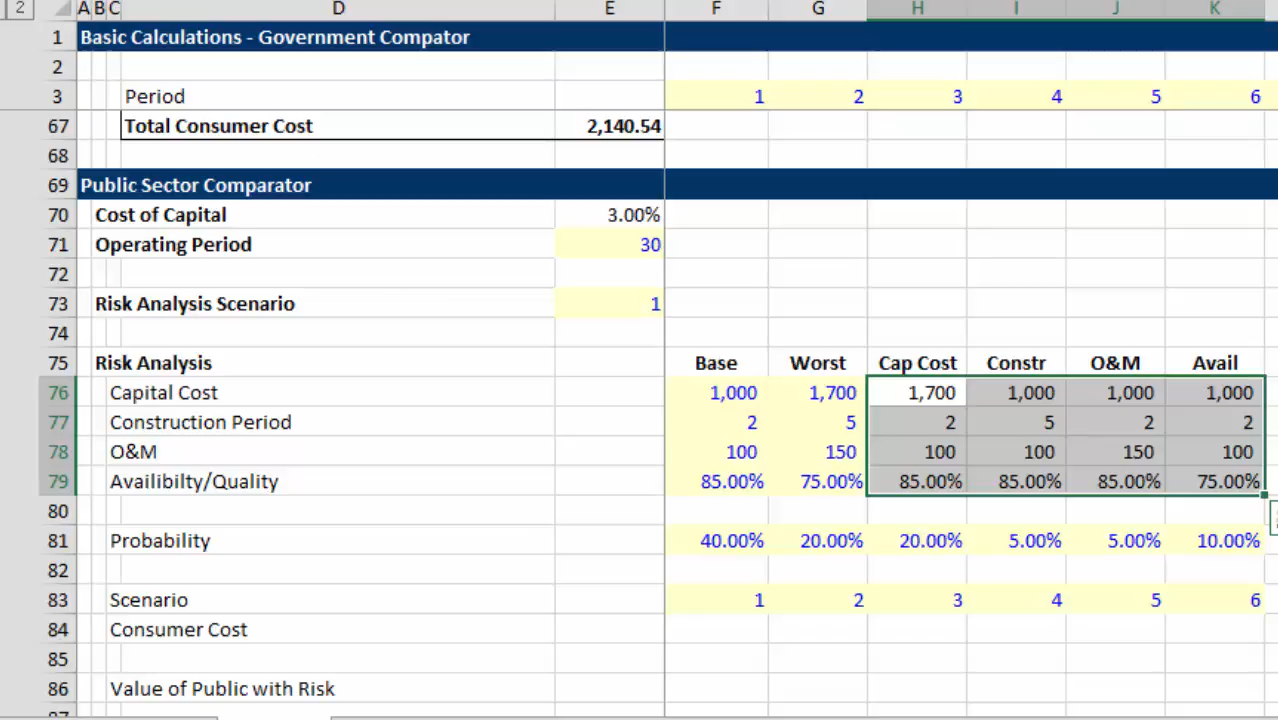 2 A B C D E F G H I J K
1 Basic Calculations - Government Compator
2
3 Period 1 2 3 4 5 6
67 Total Consumer Cost 2,140.54
68
69 Public Sector Comparator
70 Cost of Capital 3.00%
71 Operating Period 30
72
73 Risk Analysis Scenario 1
74
75 Risk Analysis Base Worst Cap Cost Constr O&M Avail
76 Capital Cost 1,000 1,700 1,700 1,000 1,000 1,000
77 Construction Period 2 5 2 5 2 2
78 O&M 100 150 100 100 150 100
79 Availibilty/Quality 85.00% 75.00% 85.00% 85.00% 85.00% 75.00%
80
81 Probability 40.00% 20.00% 20.00% 5.00% 5.00% 10.00%
82
83 Scenario 1 2 3 4 5 6
84 Consumer Cost
85
86 Value of Public with Risk